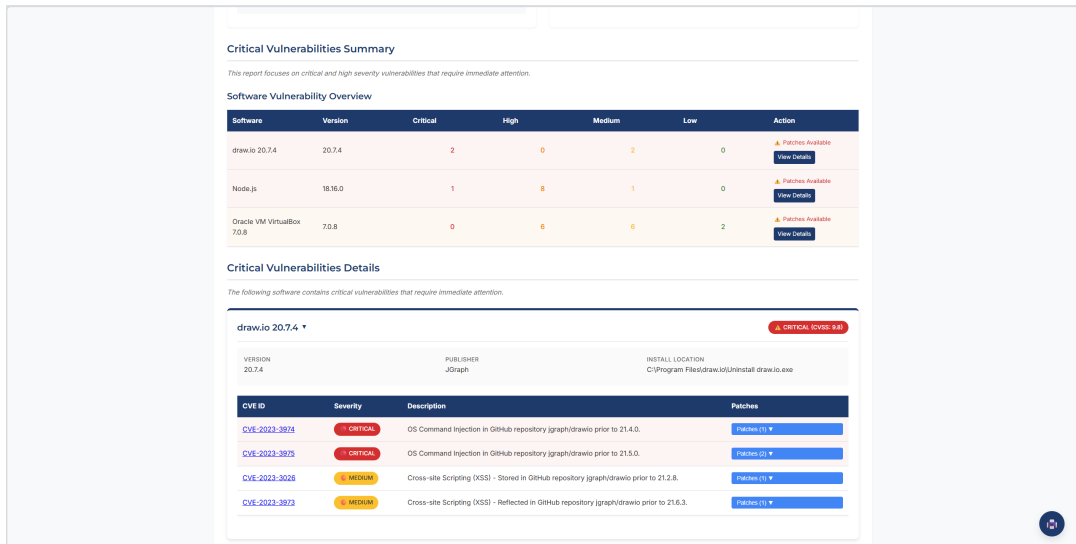 Critical Vulnerabilities Summary
This report focuses on critical and high severity vulnerabilities that require immediate attention.
Software Vulnerability Overview
Software Version Critical High Medium Low Action
draw.io 20.7.4 20.7.4 2 0 2 0 ⚠ Patches Available
View Details
Node.js 18.16.0 1 8 1 0 ⚠ Patches Available
View Details
Oracle VM VirtualBox
7.0.8 7.0.8 0 6 6 2 ⚠ Patches Available
View Details
Critical Vulnerabilities Details
The following software contains critical vulnerabilities that require immediate attention.
draw.io 20.7.4 ▼ ⚠ CRITICAL (CVSS: 9.8)
VERSION PUBLISHER INSTALL LOCATION
20.7.4 JGraph C:\Program Files\draw.io\Uninstall draw.io.exe
CVE ID Severity Description Patches
CVE-2023-3974 CRITICAL OS Command Injection in GitHub repository jgraph/drawio prior to 21.4.0. Patches (1) ▼
CVE-2023-3975 CRITICAL OS Command Injection in GitHub repository jgraph/drawio prior to 21.5.0. Patches (2) ▼
CVE-2023-3026 MEDIUM Cross-site Scripting (XSS) - Stored in GitHub repository jgraph/drawio prior to 21.2.8. Patches (1) ▼
CVE-2023-3973 MEDIUM Cross-site Scripting (XSS) - Reflected in GitHub repository jgraph/drawio prior to 21.6.3. Patches (1) ▼